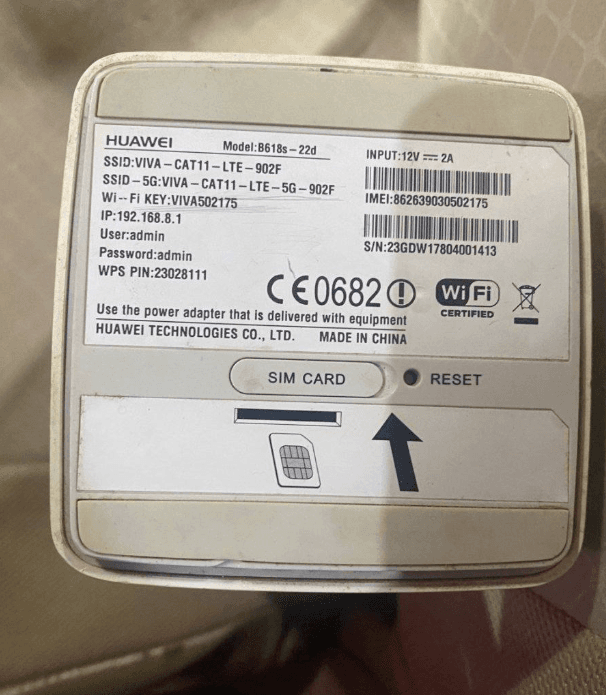 HUAWEI Model:B618s-22d
SSID:VIVA-CAT11-LTE-902F
SSID-5G:VIVA-CAT11-LTE-5G-902F
Wi--Fi KEY:VIVA502175
IP:192.168.8.1
User:admin
Password:admin
WPS PIN:23028111
INPUT:12V ⎓ 2A
IMEI:862639030502175
S/N:23GDW17804001413
CE0682
Wi Fi
CERTIFIED
Use the power adapter that is delivered with equipment
HUAWEI TECHNOLOGIES CO., LTD. MADE IN CHINA
SIM CARD RESET